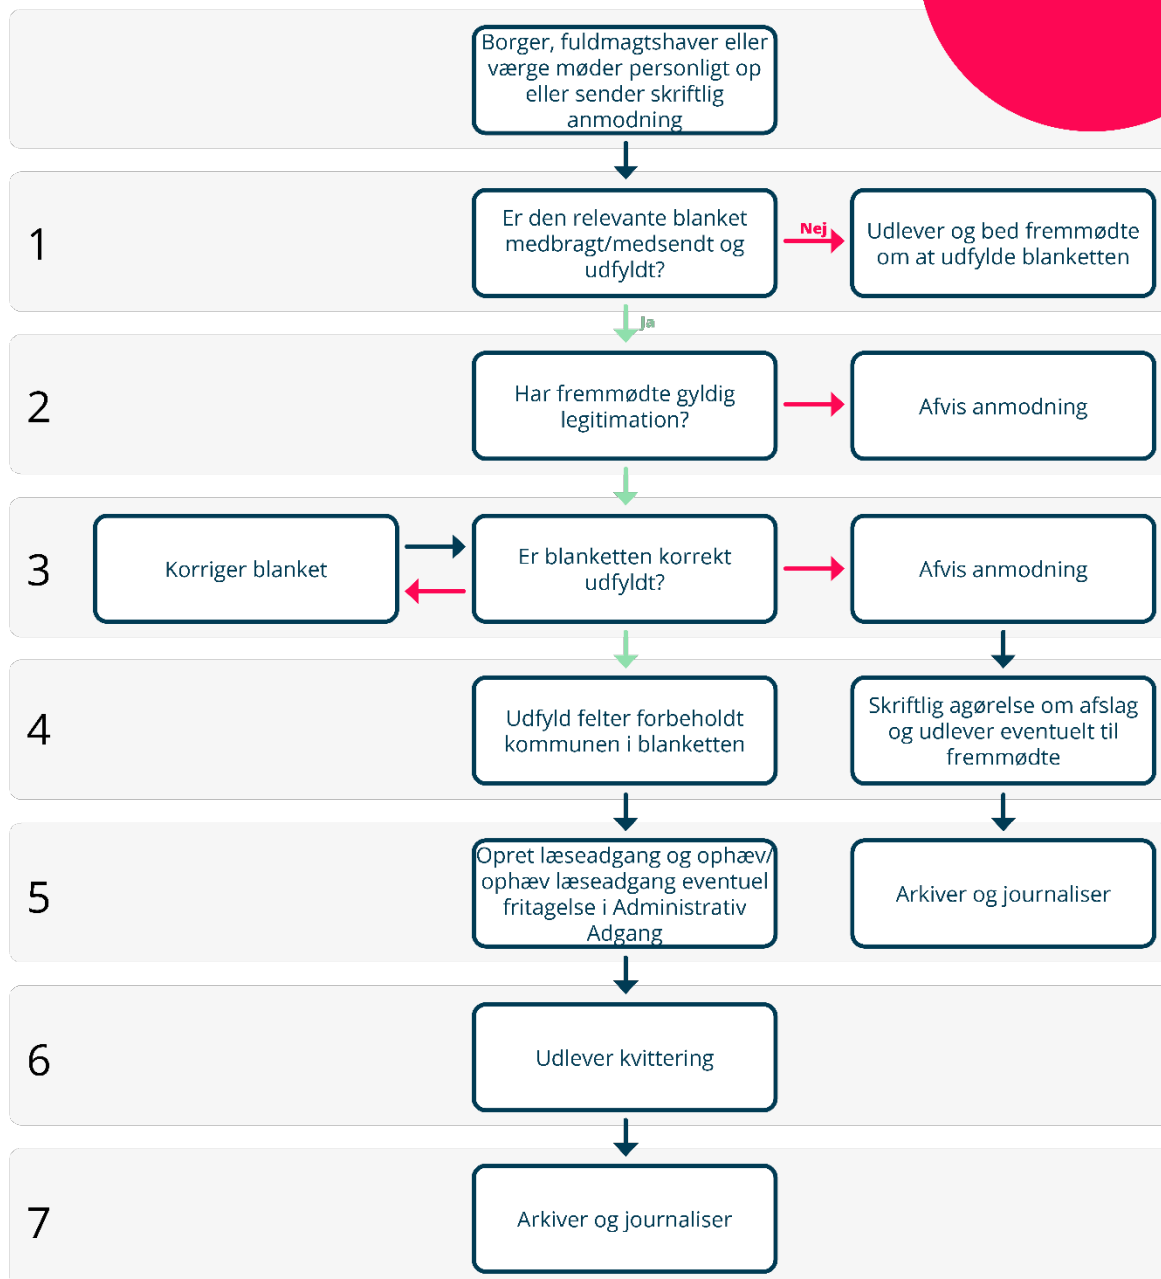 Borger, fuldmagtshaver eller
værge møder personligt op
eller sender skriftlig
anmodning
1
Er den relevante blanket
medbragt/medsendt og
udfyldt?
Nej
Udlever og bed fremmødte
om at udfylde blanketten
Ja
2
Har fremmødte gyldig
legitimation?
Afvis anmodning
3
Korriger blanket
Er blanketten korrekt
udfyldt?
Afvis anmodning
4
Udfyld felter forbeholdt
kommunen i blanketten
Skriftlig agørelse om afslag
og udlever eventuelt til
fremmødte
5
Opret læseadgang og ophæv/
ophæv læseadgang eventuel
fritagelse i Administrativ
Adgang
Arkiver og journaliser
6
Udlever kvittering
7
Arkiver og journaliser